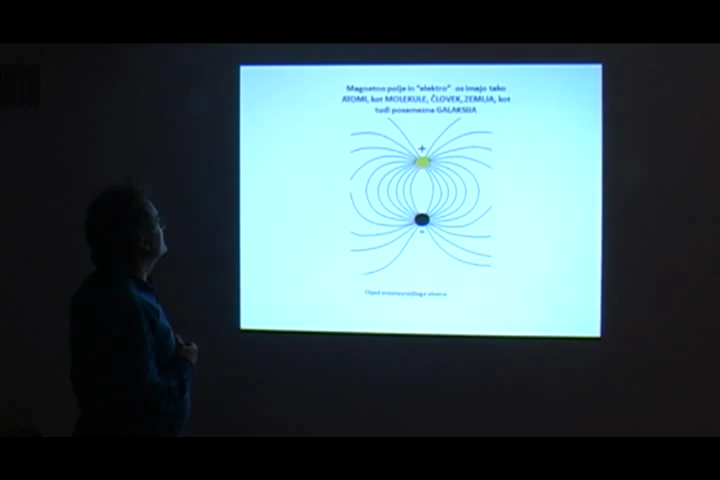 Magnetno polje in "elektro" os imajo tako
ATOMI, kot MOLEKULE, ČLOVEK, ZEMLJA, kot
tudi posamezna GALAKSIJA
+
-